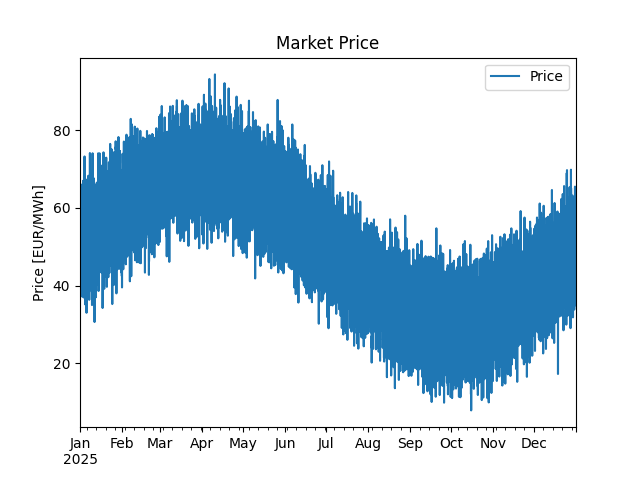 Market Price
Price
Price [EUR/MWh]
80
60
40
20
Jan Feb Mar Apr May Jun Jul Aug Sep Oct Nov Dec
2025